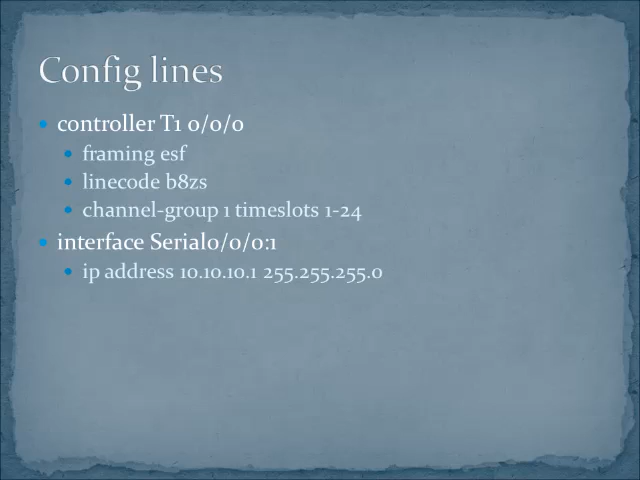 Config lines
controller T1 0/0/0
framing esf
linecode b8zs
channel-group 1 timeslots 1-24
interface Serial0/0/0:1
ip address 10.10.10.1 255.255.255.0